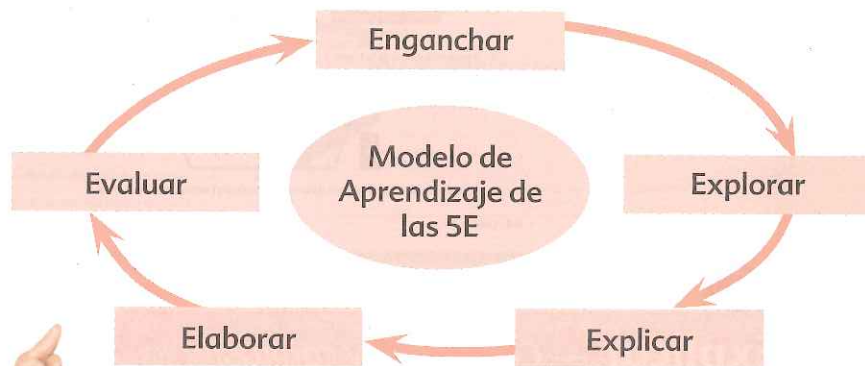 Enganchar
Modelo de
Aprendizaje de
las 5E
Explorar
Explicar
Elaborar
Evaluar